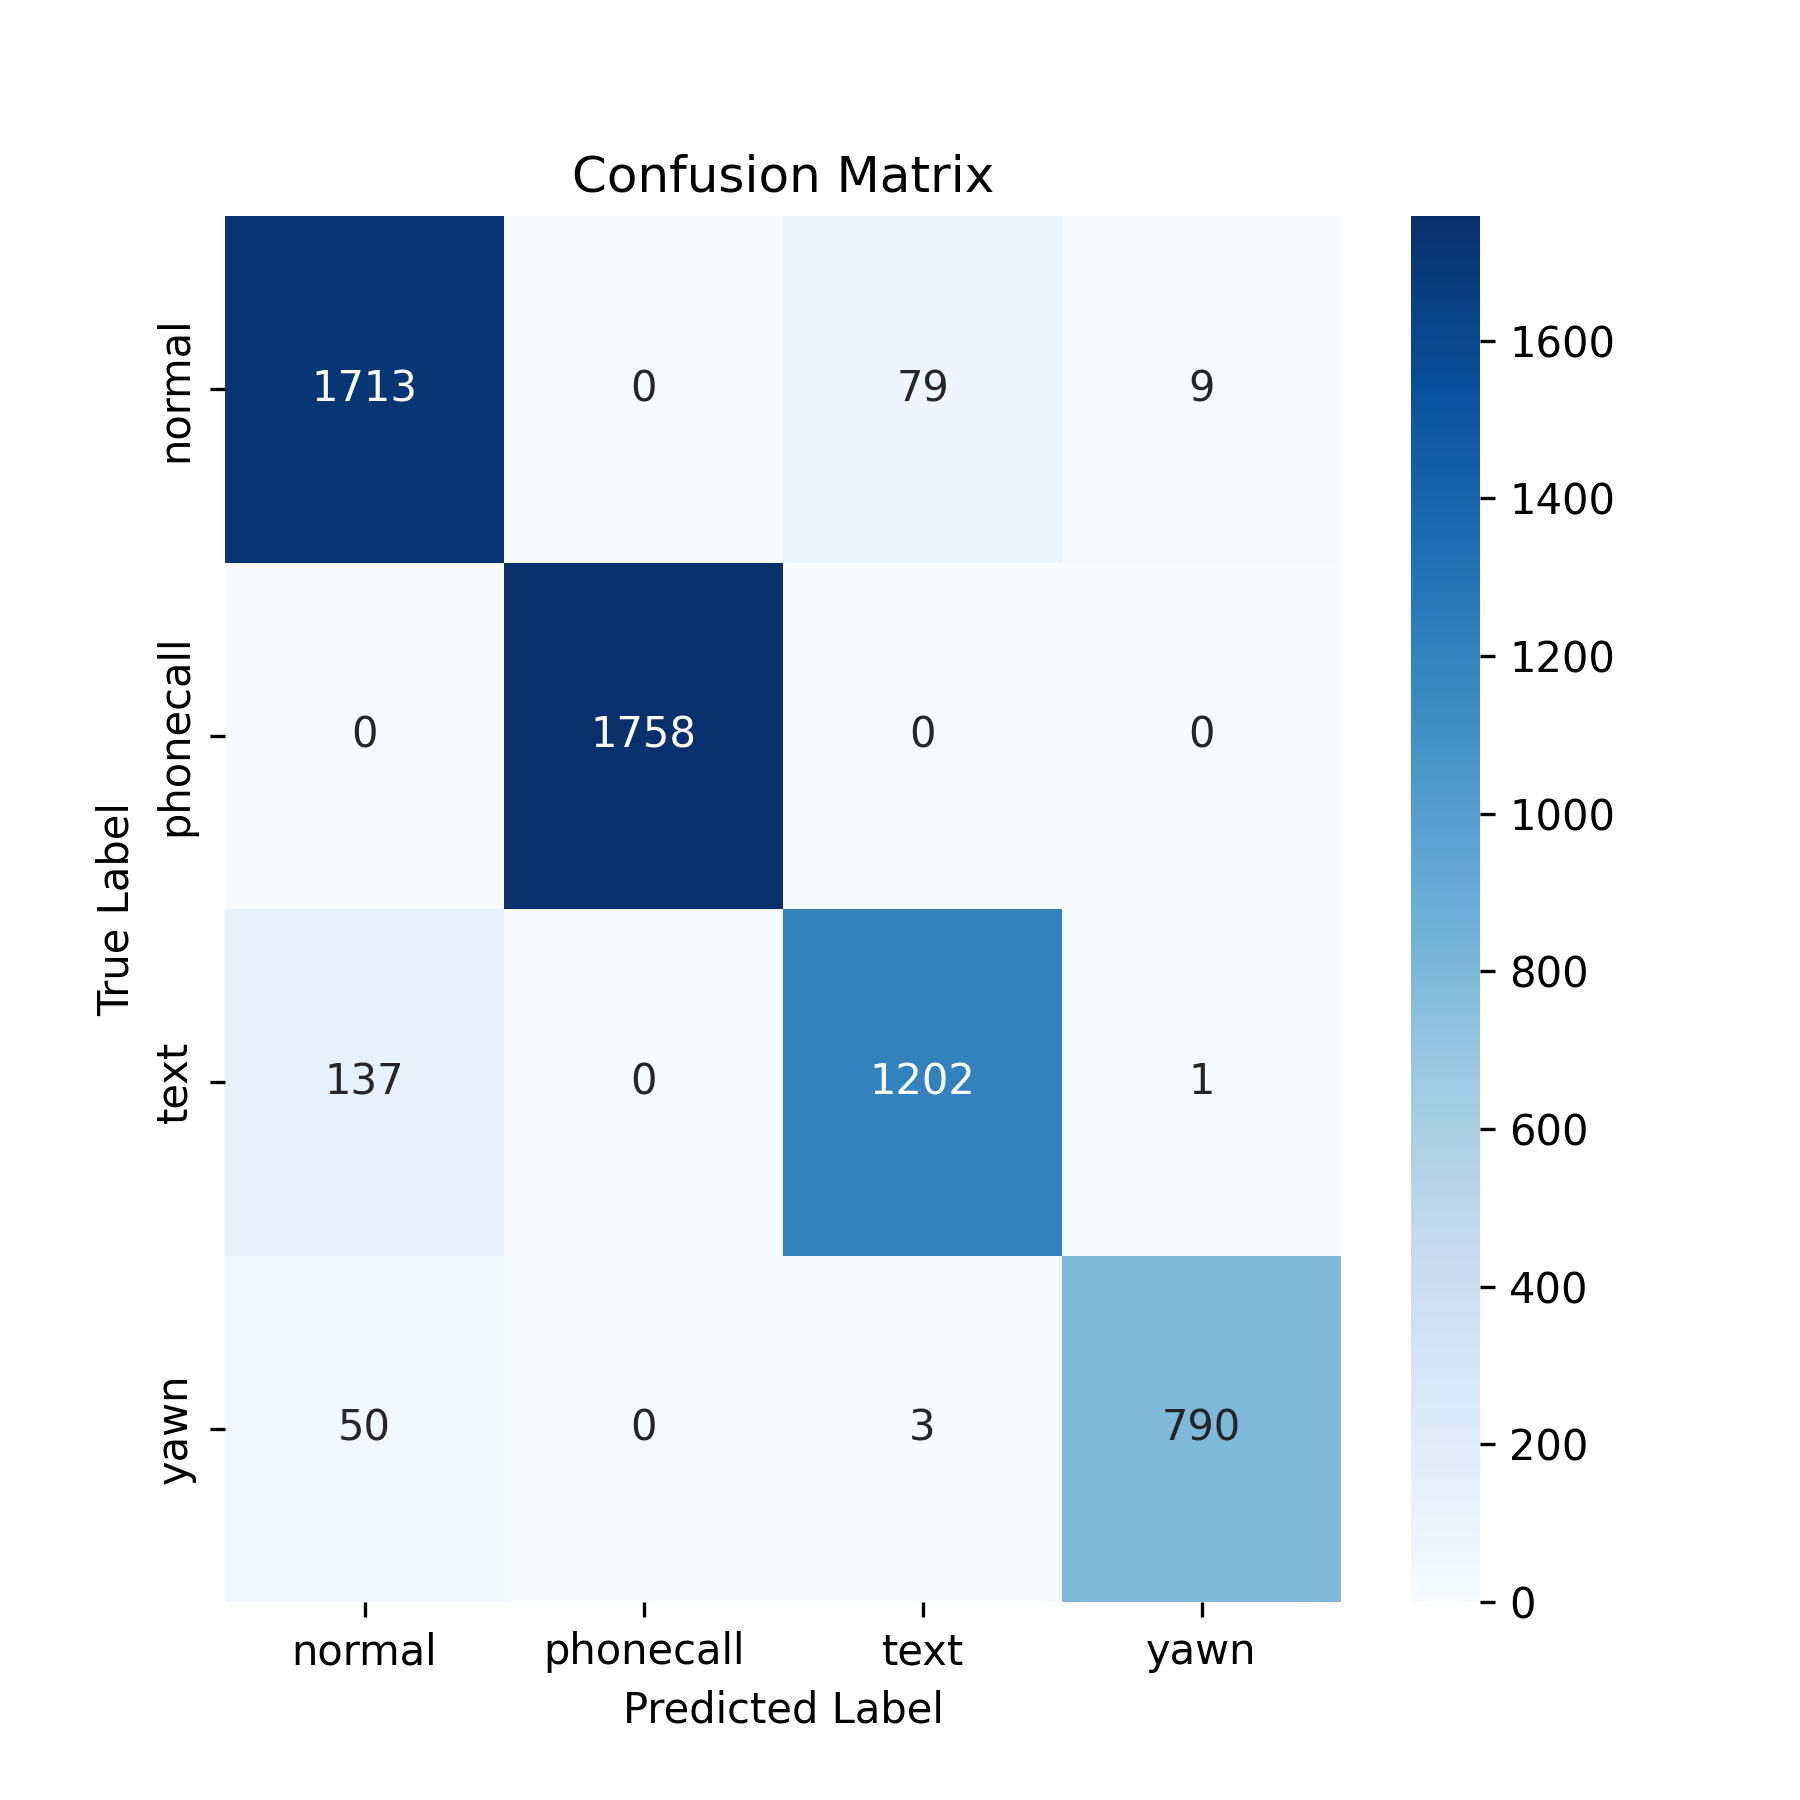 Confusion Matrix
True Label
normal
1713 0 79 9
phonecall
0 1758 0 0
text
137 0 1202 1
yawn
50 0 3 790
normal phonecall text yawn
Predicted Label
1600
1400
1200
1000
800
600
400
200
0